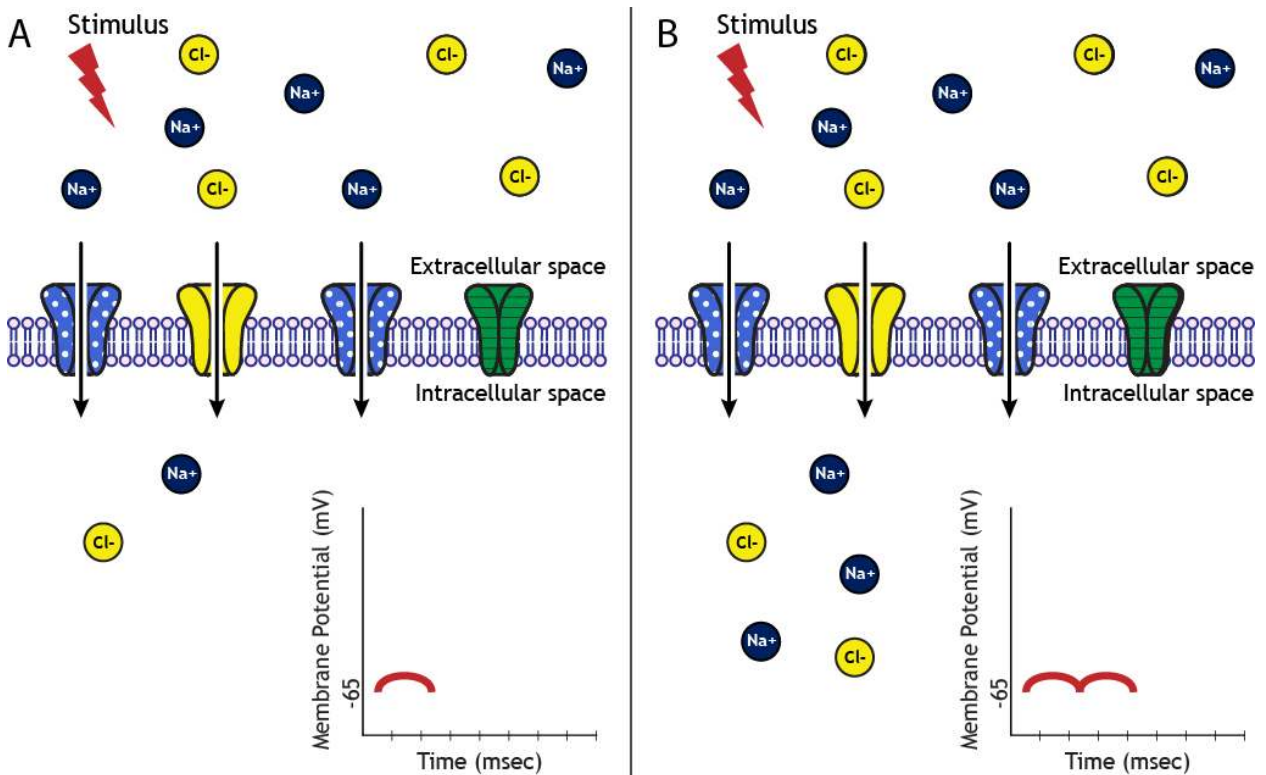 A
Stimulus
Cl-
Cl-
Na+
Na+
Na+
Na+
Cl-
Na+
Cl-
Extracellular space
Intracellular space
Na+
Cl-
Membrane Potential (mV)
-65
Time (msec)
B
Stimulus
Cl-
Cl-
Na+
Na+
Na+
Na+
Cl-
Na+
Cl-
Extracellular space
Intracellular space
Na+
Cl-
Na+
Na+
Cl-
Membrane Potential (mV)
-65
Time (msec)